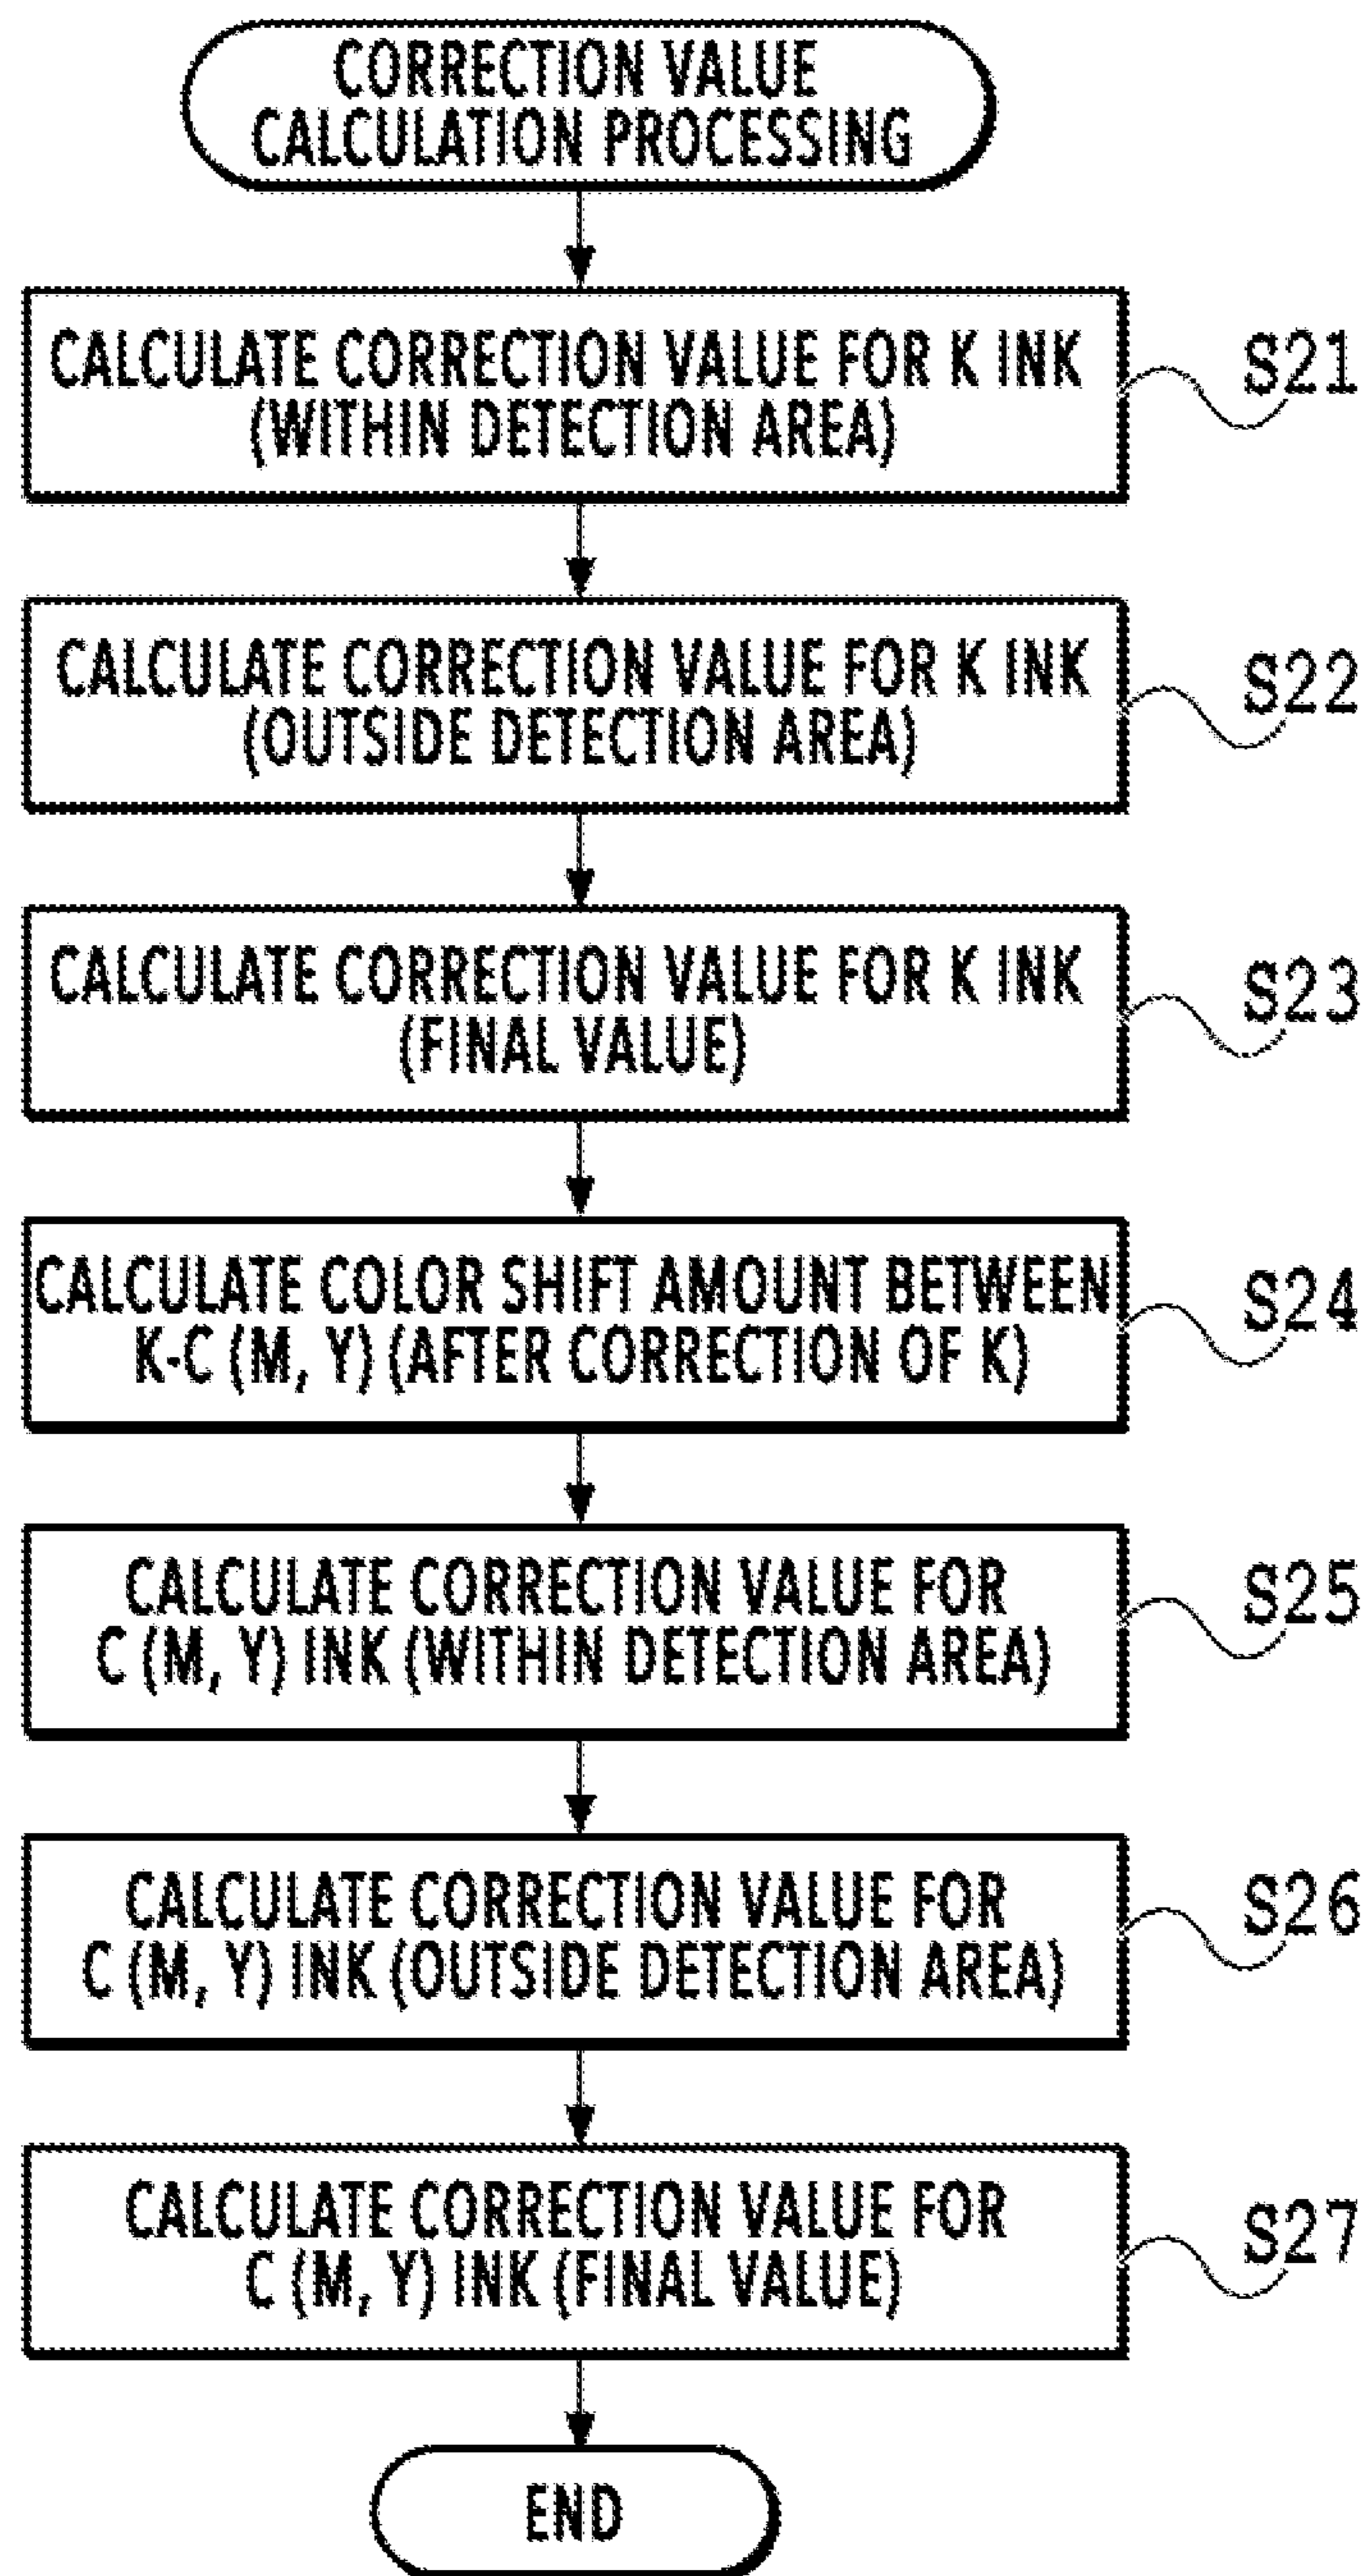 CORRECTION VALUE
CALCULATION PROCESSING
CALCULATE CORRECTION VALUE FOR K INK
(WITHIN DETECTION AREA)
S21
CALCULATE CORRECTION VALUE FOR K INK
(OUTSIDE DETECTION AREA)
S22
CALCULATE CORRECTION VALUE FOR K INK
(FINAL VALUE)
S23
CALCULATE COLOR SHIFT AMOUNT BETWEEN
K-C (M, Y) (AFTER CORRECTION OF K)
S24
CALCULATE CORRECTION VALUE FOR
C (M, Y) INK (WITHIN DETECTION AREA)
S25
CALCULATE CORRECTION VALUE FOR
C (M, Y) INK (OUTSIDE DETECTION AREA)
S26
CALCULATE CORRECTION VALUE FOR
C (M, Y) INK (FINAL VALUE)
S27
END